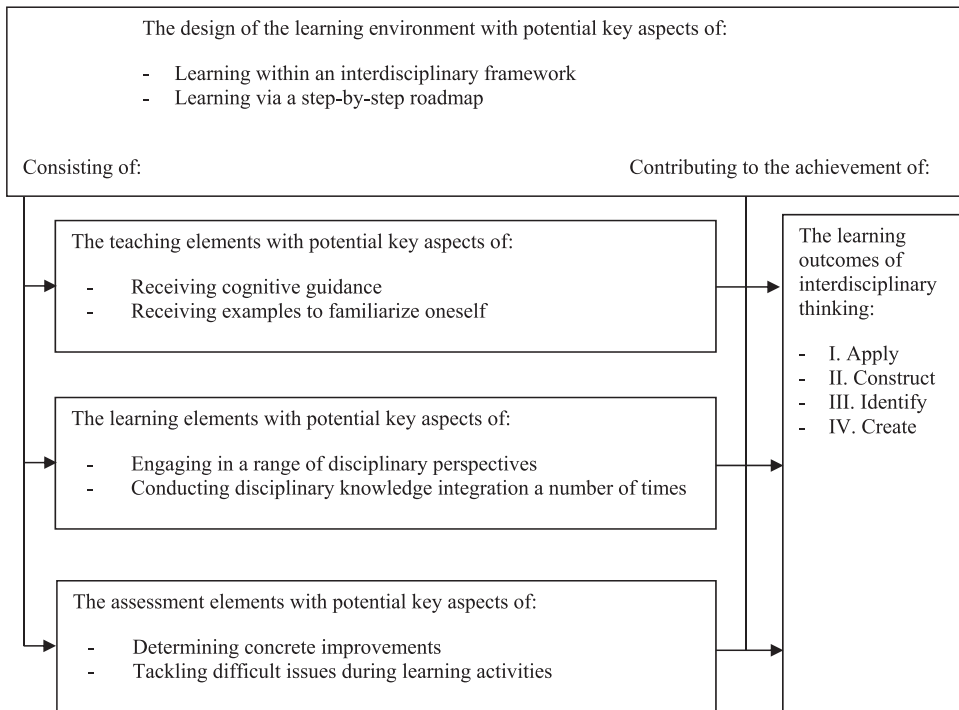 The design of the learning environment with potential key aspects of:
- Learning within an interdisciplinary framework
- Learning via a step-by-step roadmap
Consisting of:
Contributing to the achievement of:
The teaching elements with potential key aspects of:
- Receiving cognitive guidance
- Receiving examples to familiarize oneself
The learning elements with potential key aspects of:
- Engaging in a range of disciplinary perspectives
- Conducting disciplinary knowledge integration a number of times
The assessment elements with potential key aspects of:
- Determining concrete improvements
- Tackling difficult issues during learning activities
The learning
outcomes of
interdisciplinary
thinking:
- I. Apply
- II. Construct
- III. Identify
- IV. Create